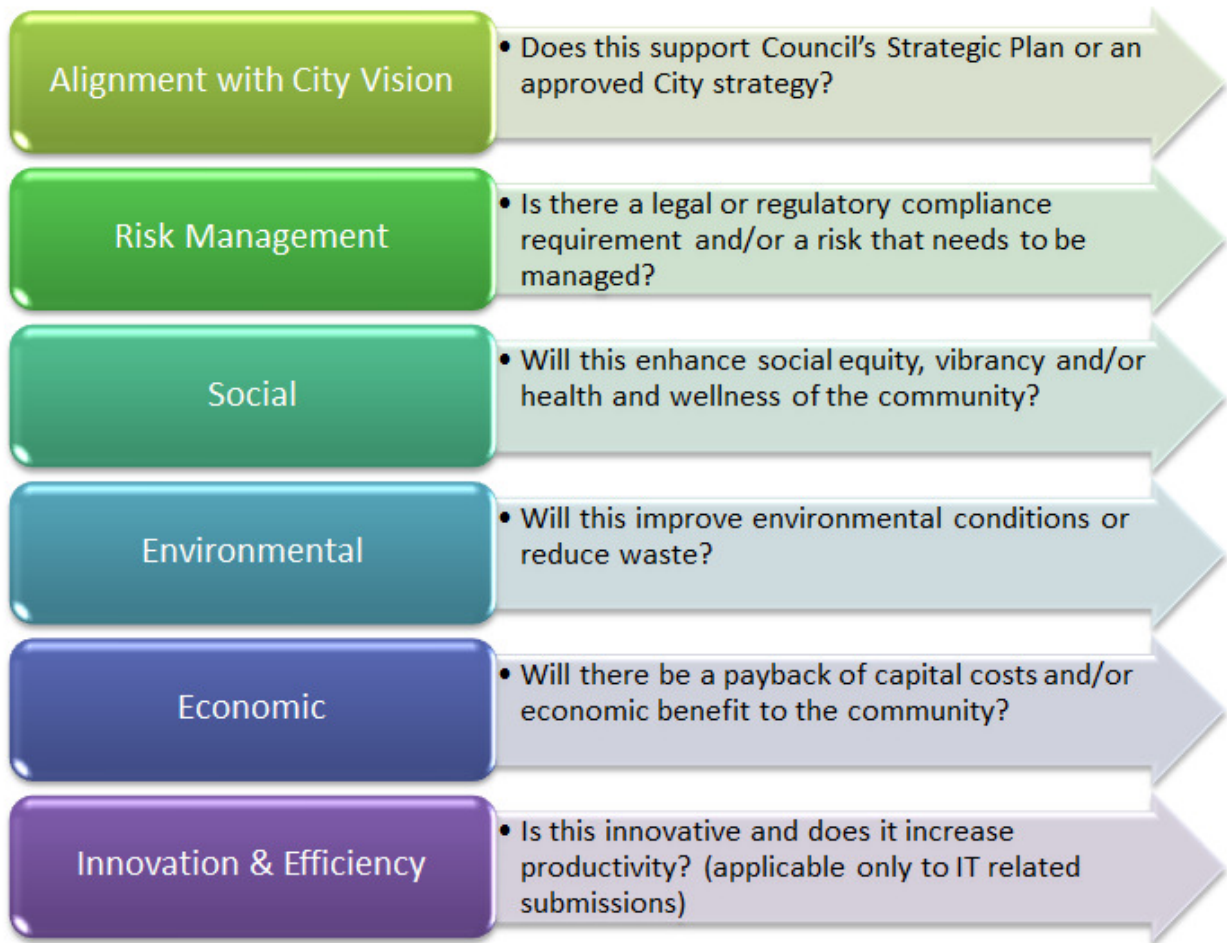 Alignment with City Vision
• Does this support Council's Strategic Plan or an
approved City strategy?
Risk Management
• Is there a legal or regulatory compliance
requirement and/or a risk that needs to be
managed?
Social
• Will this enhance social equity, vibrancy and/or
health and wellness of the community?
Environmental
• Will this improve environmental conditions or
reduce waste?
Economic
• Will there be a payback of capital costs and/or
economic benefit to the community?
Innovation & Efficiency
• Is this innovative and does it increase
productivity? (applicable only to IT related
submissions)